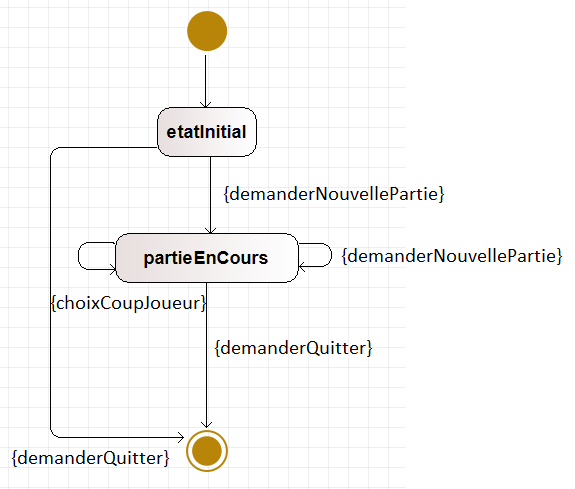 etatInitial
{demanderNouvellePartie}
partieEnCours
{demanderNouvellePartie}
{choixCoupJoueur}
{demanderQuitter}
{demanderQuitter}